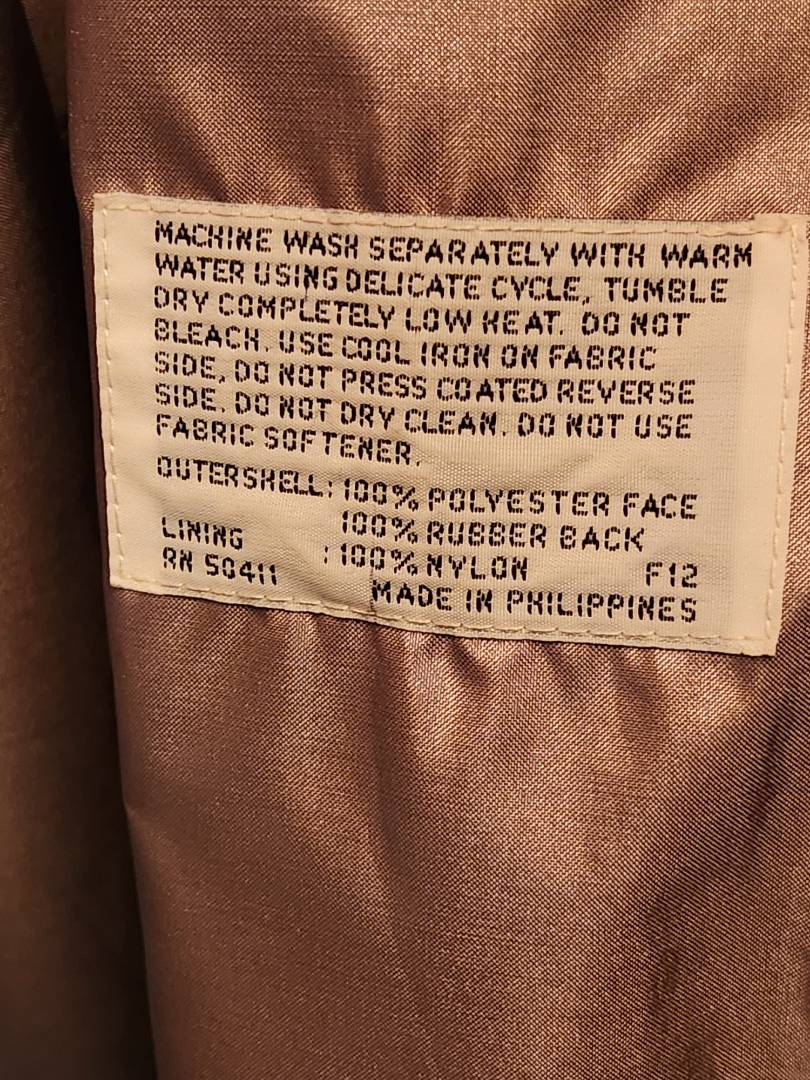 MACHINE WASH SEPARATELY WITH WARM
WATER USING DELICATE CYCLE, TUMBLE
DRY COMPLETELY LOW HEAT. DO NOT
BLEACH. USE COOL IRON ON FABRIC
SIDE, DO NOT PRESS COATED REVERSE
SIDE. DO NOT DRY CLEAN. DO NOT USE
FABRIC SOFTENER.
OUTERSHELL: 100% POLYESTER FACE
100% RUBBER BACK
LINING : 100% NYLON
RN 50411 F12
MADE IN PHILIPPINES